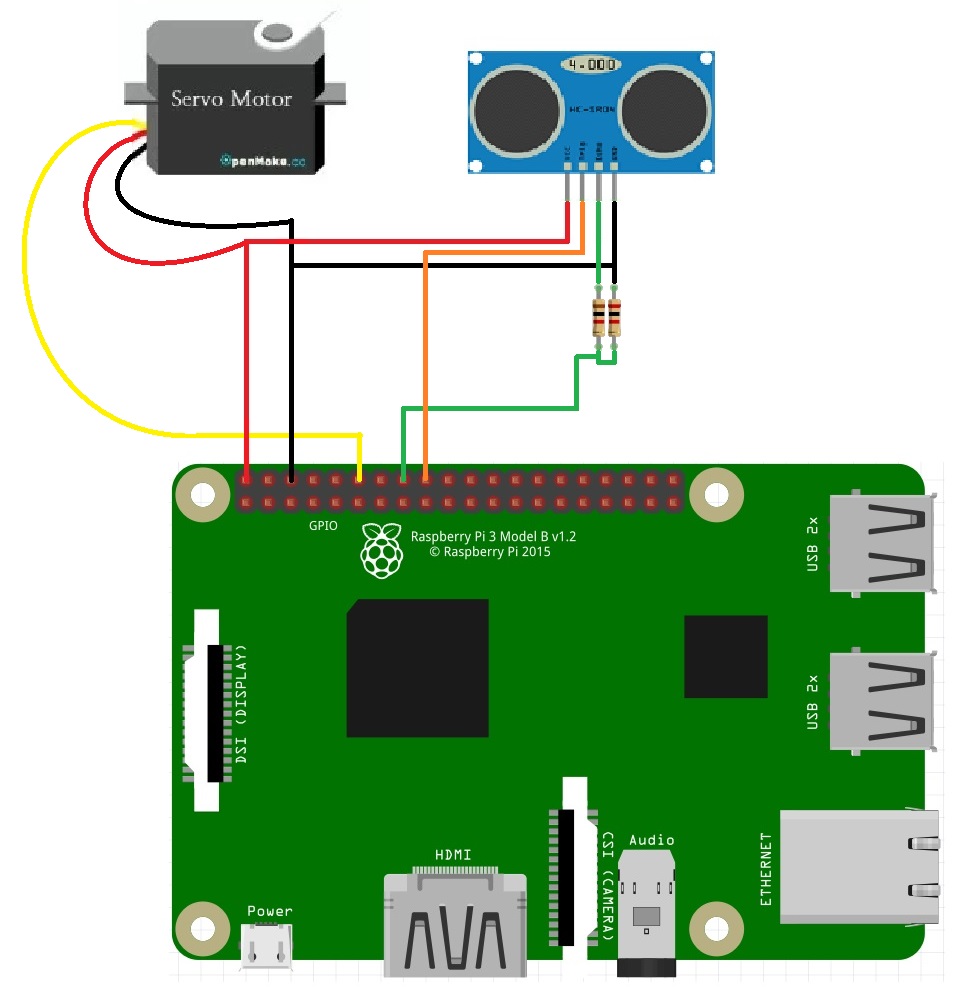 Servo Motor
OpenMake.cc
4.000
HC-SR04
VCC
TRIG
ECHO
GND
GPIO
Raspberry Pi 3 Model B v1.2
© Raspberry Pi 2015
USB 2x
USB 2x
DSI (DISPLAY)
CSI (CAMERA)
Audio
ETHERNET
HDMI
Power